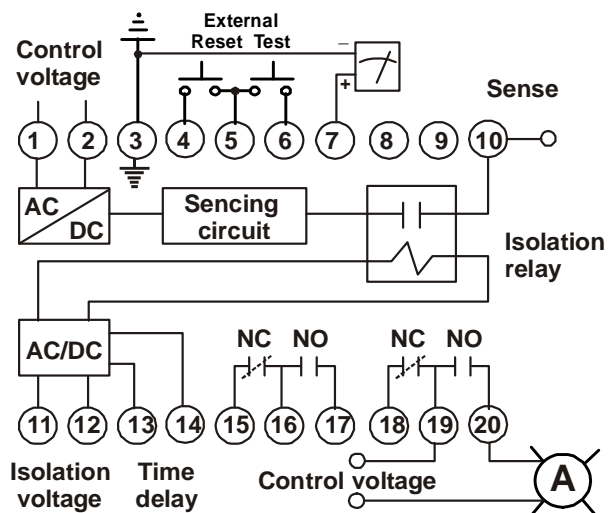 External
Reset Test
Control
voltage
−
+
Sense
1 2 3 4 5 6 7 8 9 10
AC
DC
Sencing
circuit
Isolation
relay
AC/DC
NC NO NC NO
11 12 13 14 15 16 17 18 19 20
Isolation
voltage
Time
delay
Control voltage
A